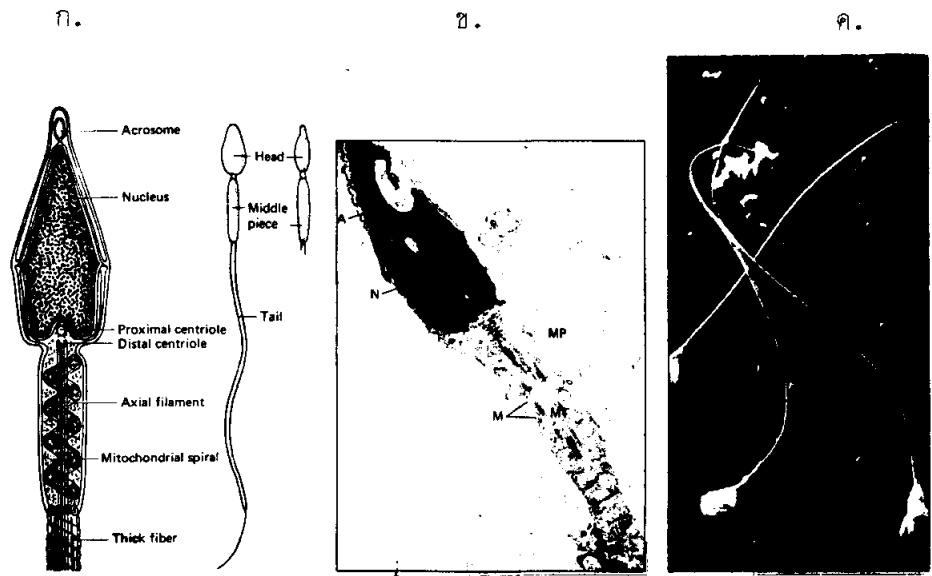 ก. ข. ค.
Acrosome
Nucleus
Head
Middle
piece
Tail
Proximal centriole
Distal centriole
Axial filament
Mitochondrial spiral
Thick fiber
A
N
MP
M